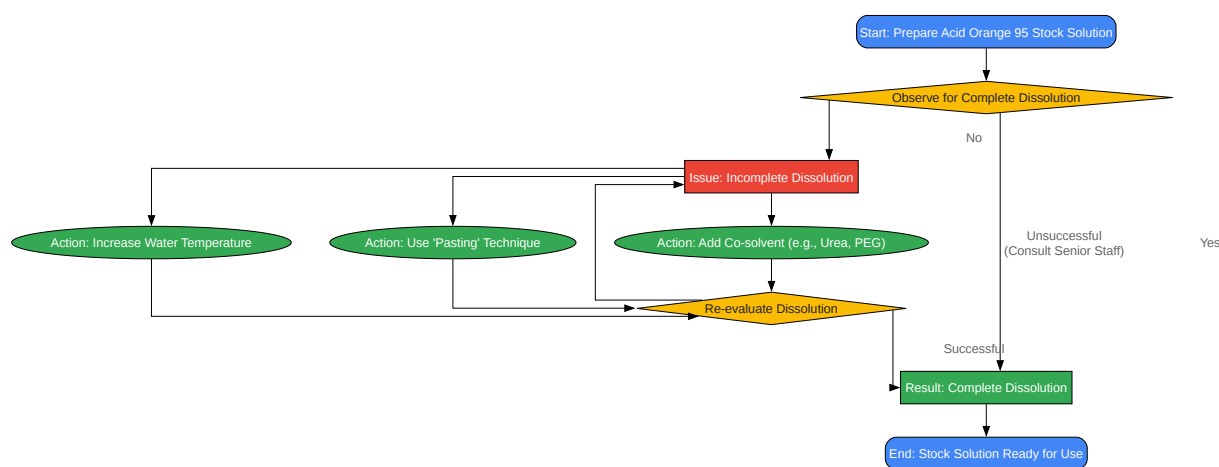 Start: Prepare Acid Orange 95 Stock Solution
Observe for Complete Dissolution
No
Issue: Incomplete Dissolution
Action: Increase Water Temperature
Action: Use 'Pasting' Technique
Action: Add Co-solvent (e.g., Urea, PEG)
Unsuccessful
(Consult Senior Staff)
Yes
Re-evaluate Dissolution
Successful
Result: Complete Dissolution
End: Stock Solution Ready for Use